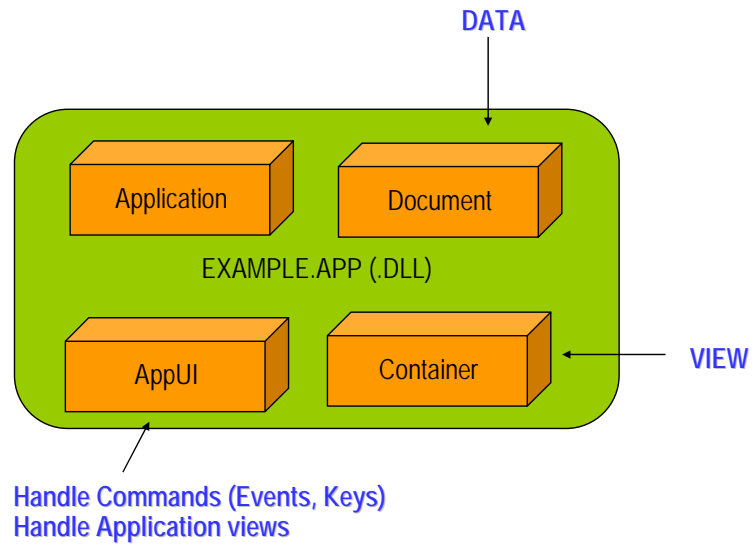 DATA
Application
Document
EXAMPLE.APP (.DLL)
AppUI
Container
VIEW
Handle Commands (Events, Keys)
Handle Application views